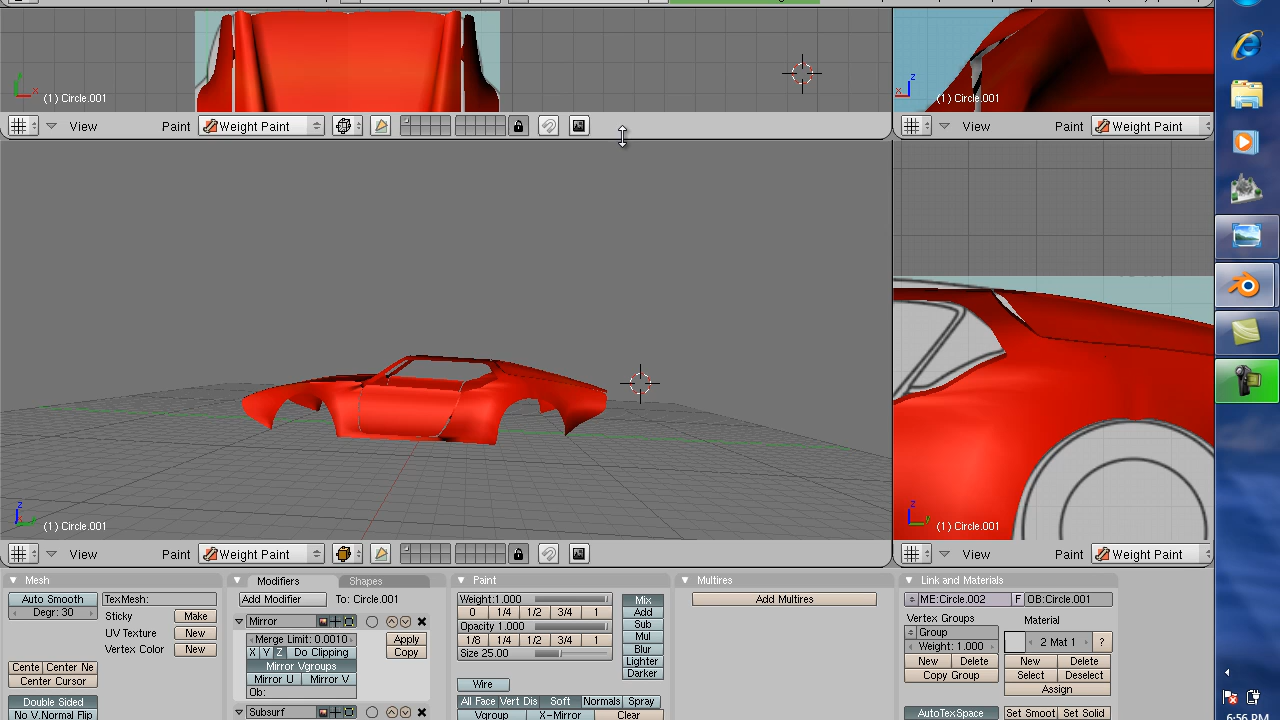 (1) Circle.001
(1) Circle.001
View Paint Weight Paint
View Paint Weight Paint
(1) Circle.001
(1) Circle.001
View Paint Weight Paint
View Paint Weight Paint
Mesh
Auto Smooth
Degr: 30
TexMesh:
Sticky Make
UV Texture New
Vertex Color New
Cente Center Ne
Center Cursor
Double Sided
No V.Normal Flip
Modifiers Shapes
Add Modifier To: Circle.001
Mirror
Merge Limit: 0.0010 Apply
X Y Z Do Clipping Copy
Mirror Vgroups
Mirror U Mirror V
Ob:
Subsurf
Paint
Weight:1.000
0 1/4 1/2 3/4 1
Opacity 1.000
1/8 1/4 1/2 3/4 1
Size 25.00
Mix
Add
Sub
Mul
Blur
Lighter
Darker
Wire
All Face Vert Dis Soft Normals Spray
Vgroup X-Mirror Clear
Multires
Add Multires
Link and Materials
ME:Circle.002 F OB:Circle.001
Vertex Groups
Group
Weight: 1.000
New Delete
Copy Group
Material
2 Mat 1 ?
New Delete
Select Deselect
Assign
AutoTexSpace Set Smoot Set Solid
6:56 PM